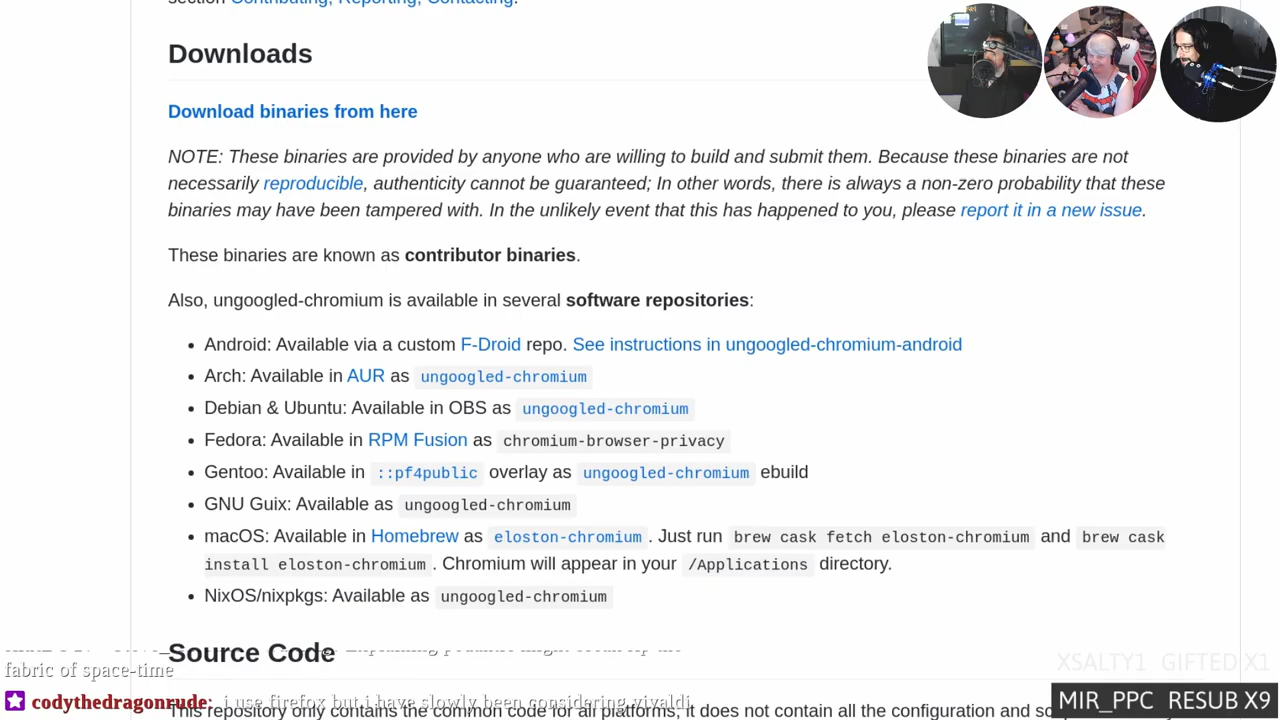 section Contributing, Reporting, Contacting.
Downloads
Download binaries from here
NOTE: These binaries are provided by anyone who are willing to build and submit them. Because these binaries are not
necessarily reproducible, authenticity cannot be guaranteed; In other words, there is always a non-zero probability that these
binaries may have been tampered with. In the unlikely event that this has happened to you, please report it in a new issue.
These binaries are known as contributor binaries.
Also, ungoogled-chromium is available in several software repositories:
Android: Available via a custom F-Droid repo. See instructions in ungoogled-chromium-android
Arch: Available in AUR as ungoogled-chromium
Debian & Ubuntu: Available in OBS as ungoogled-chromium
Fedora: Available in RPM Fusion as chromium-browser-privacy
Gentoo: Available in ::pf4public overlay as ungoogled-chromium ebuild
GNU Guix: Available as ungoogled-chromium
macOS: Available in Homebrew as eloston-chromium. Just run brew cask fetch eloston-chromium and brew cask
install eloston-chromium. Chromium will appear in your /Applications directory.
NixOS/nixpkgs: Available as ungoogled-chromium
Source Code
fabric of space-time
XSALTY1 GIFTED X1
codythedragonrude: i use firefox but i have slowly been considering vivaldi
MIR_PPC RESUB X9
This repository only contains the common code for all platforms; it does not contain all the configuration and